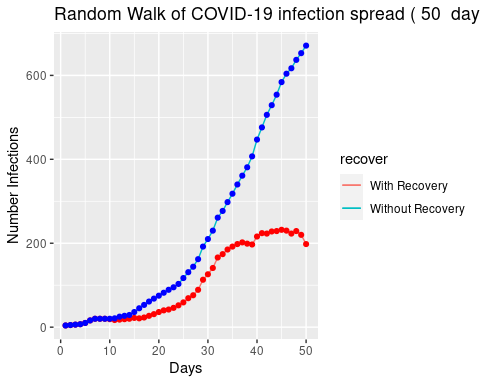 Random Walk of COVID-19 infection spread ( 50 day
Number Infections
600
400
200
0
0 10 20 30 40 50
Days
recover
With Recovery
Without Recovery